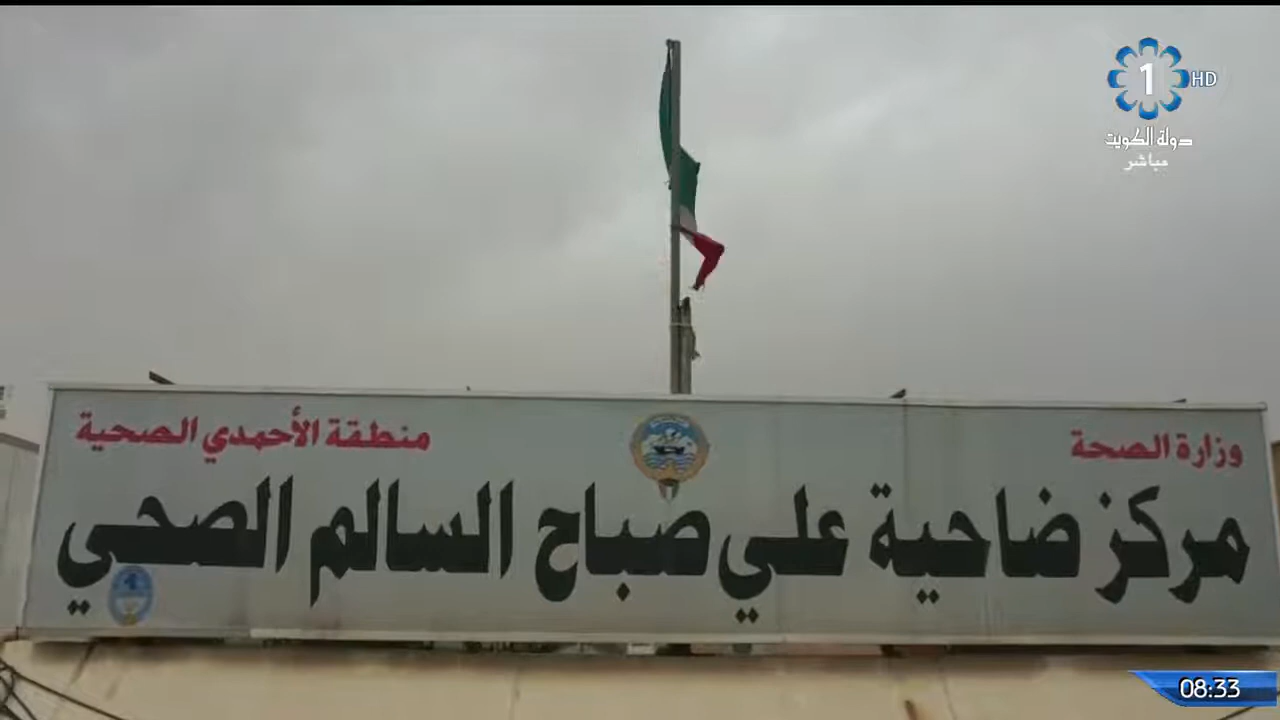 1 HD
دولة الكويت
مباشر
وزارة الصحة
منطقة الأحمدي الصحية
مركز ضاحية علي صباح السالم الصحي
08:33